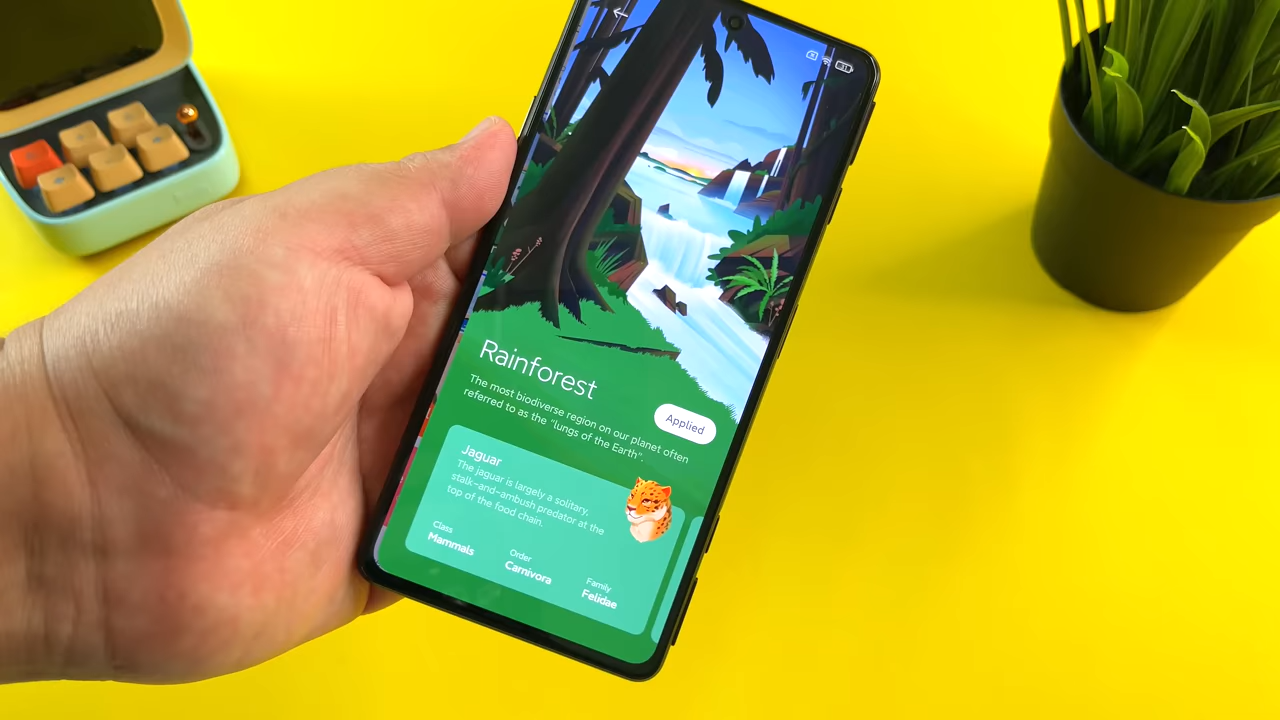 Rainforest
The most biodiverse region on our planet often
referred to as the "lungs of the Earth".
Applied
Jaguar
The jaguar is largely a solitary,
stalk-and-ambush predator at the
top of the food chain.
Class
Mammals
Order
Carnivora
Family
Felidae